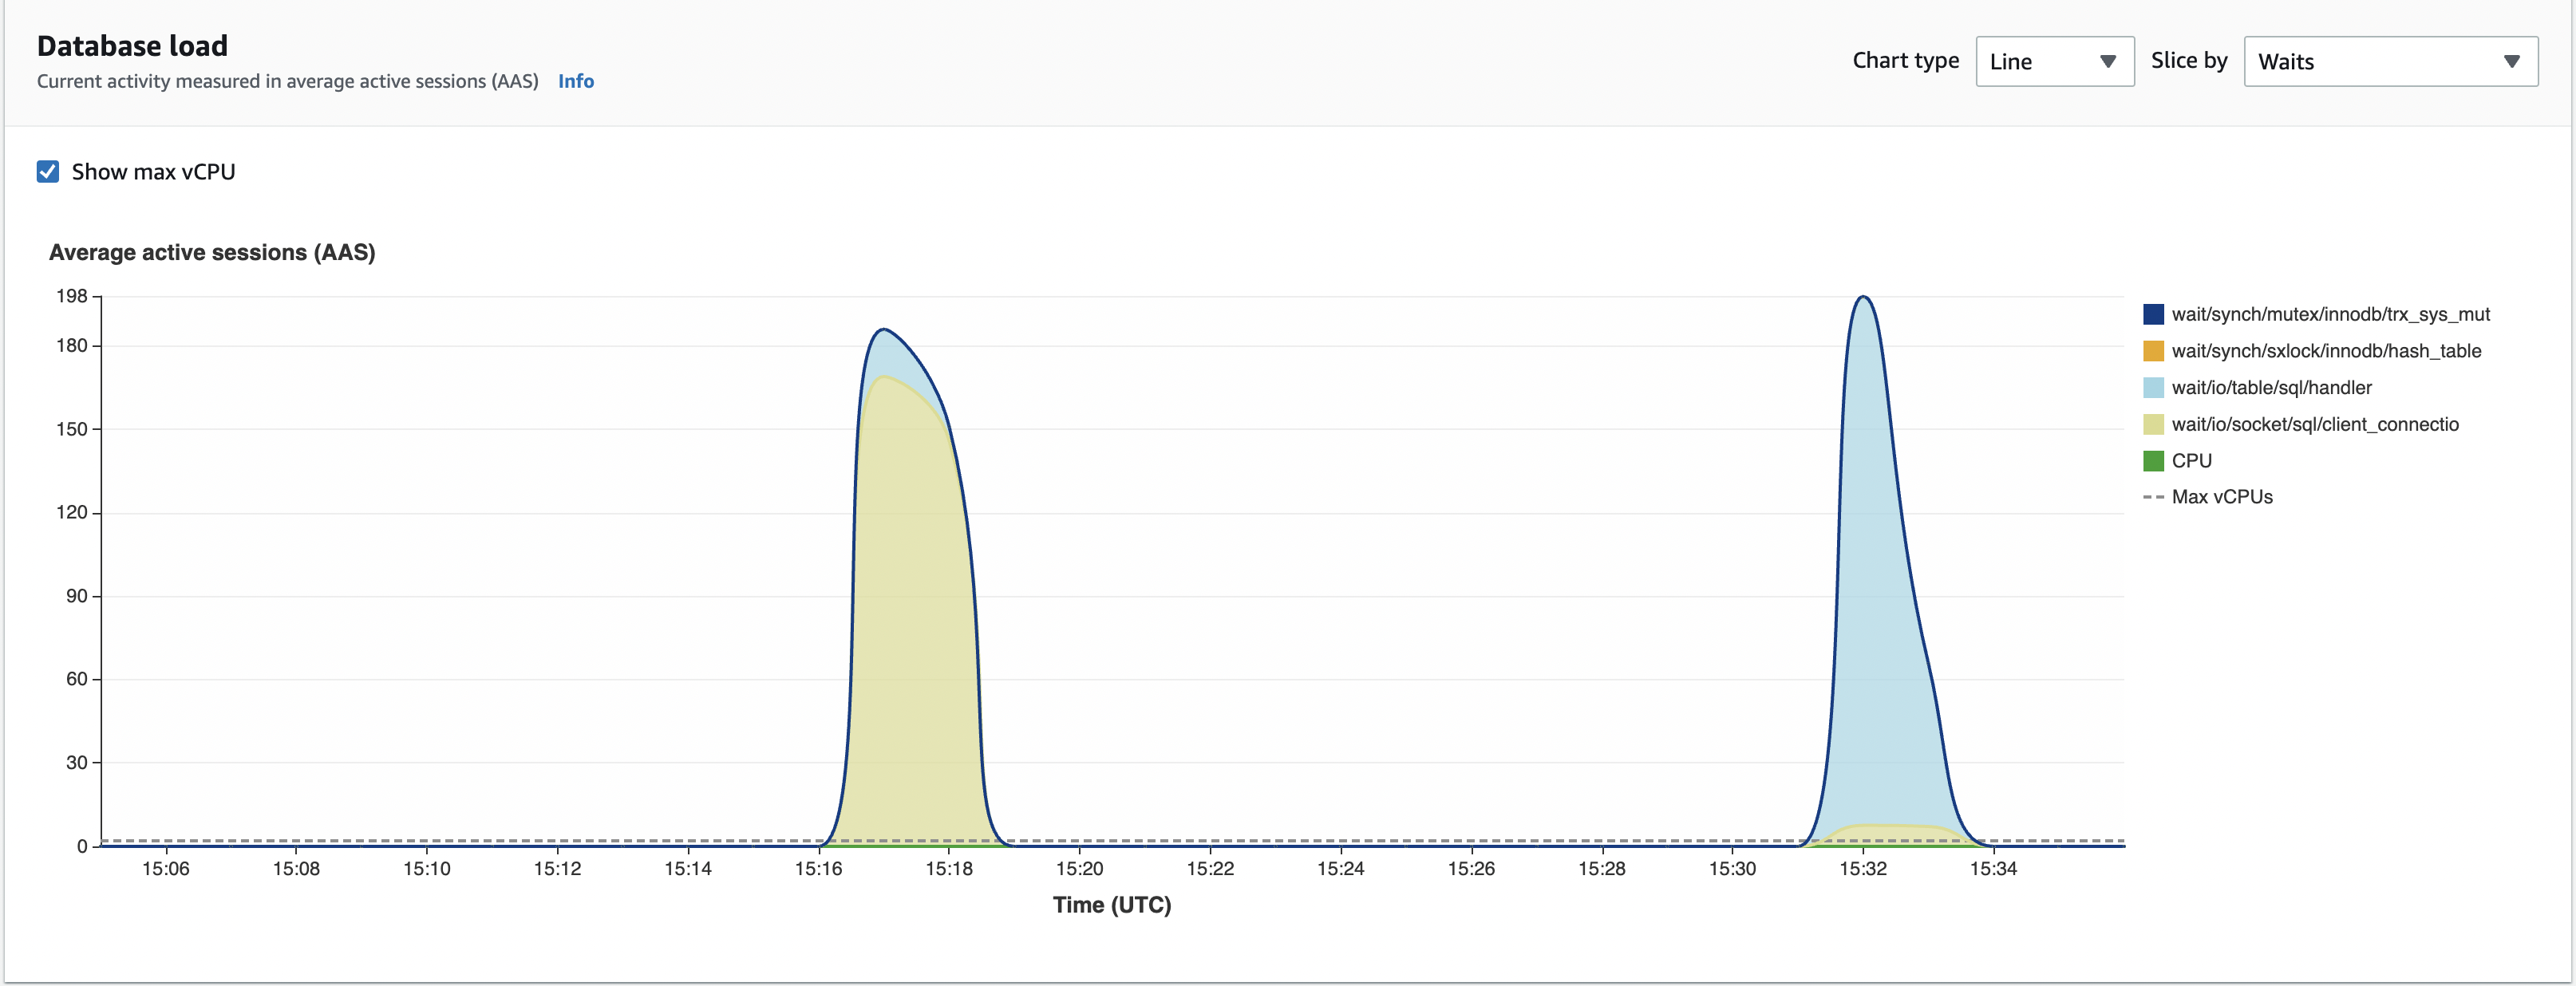 Database load
Current activity measured in average active sessions (AAS) Info
Chart type Line Slice by Waits
Show max vCPU
Average active sessions (AAS)
198
180
150
120
90
60
30
0
15:06 15:08 15:10 15:12 15:14 15:16 15:18 15:20 15:22 15:24 15:26 15:28 15:30 15:32 15:34
Time (UTC)
wait/synch/mutex/innodb/trx_sys_mut
wait/synch/sxlock/innodb/hash_table
wait/io/table/sql/handler
wait/io/socket/sql/client_connectio
CPU
Max vCPUs